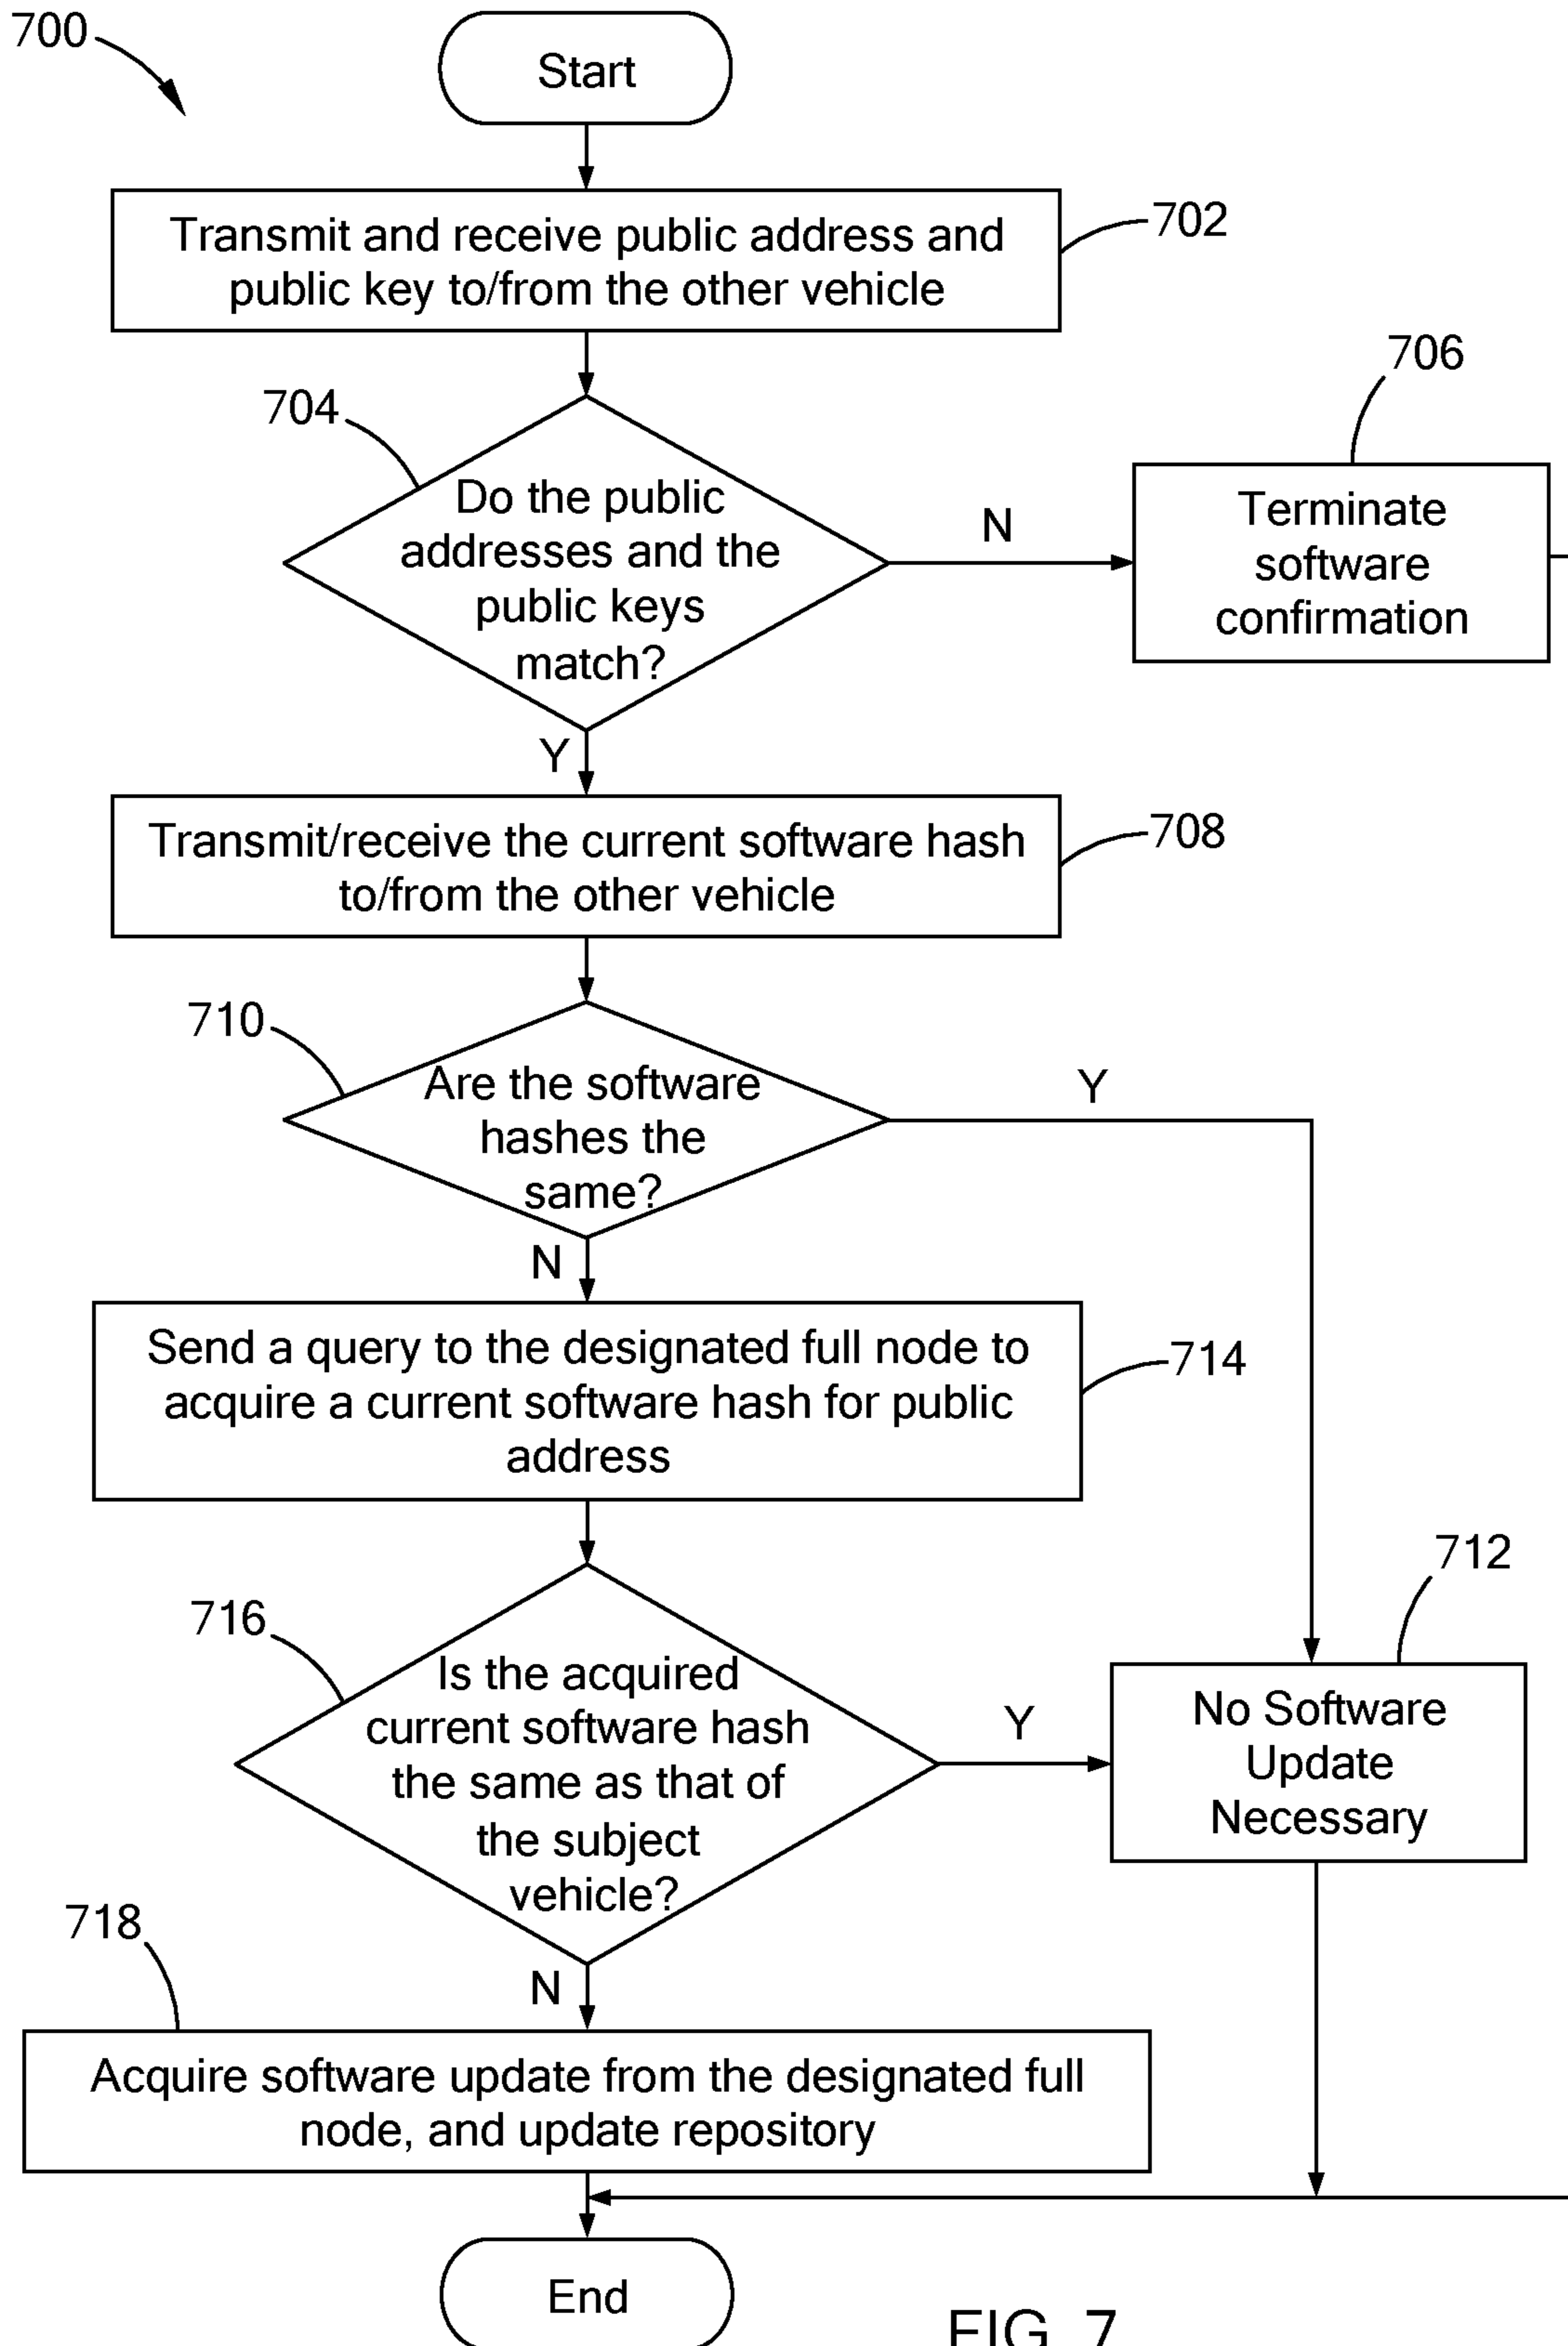 700
Start
Transmit and receive public address and
public key to/from the other vehicle
702
704
Do the public
addresses and the
public keys
match?
N
706
Terminate
software
confirmation
Y
Transmit/receive the current software hash
to/from the other vehicle
708
710
Are the software
hashes the
same?
Y
N
Send a query to the designated full node to
acquire a current software hash for public
address
714
712
716
Is the acquired
current software hash
the same as that of
the subject
vehicle?
Y
No Software
Update
Necessary
718
N
Acquire software update from the designated full
node, and update repository
End
FIG. 7